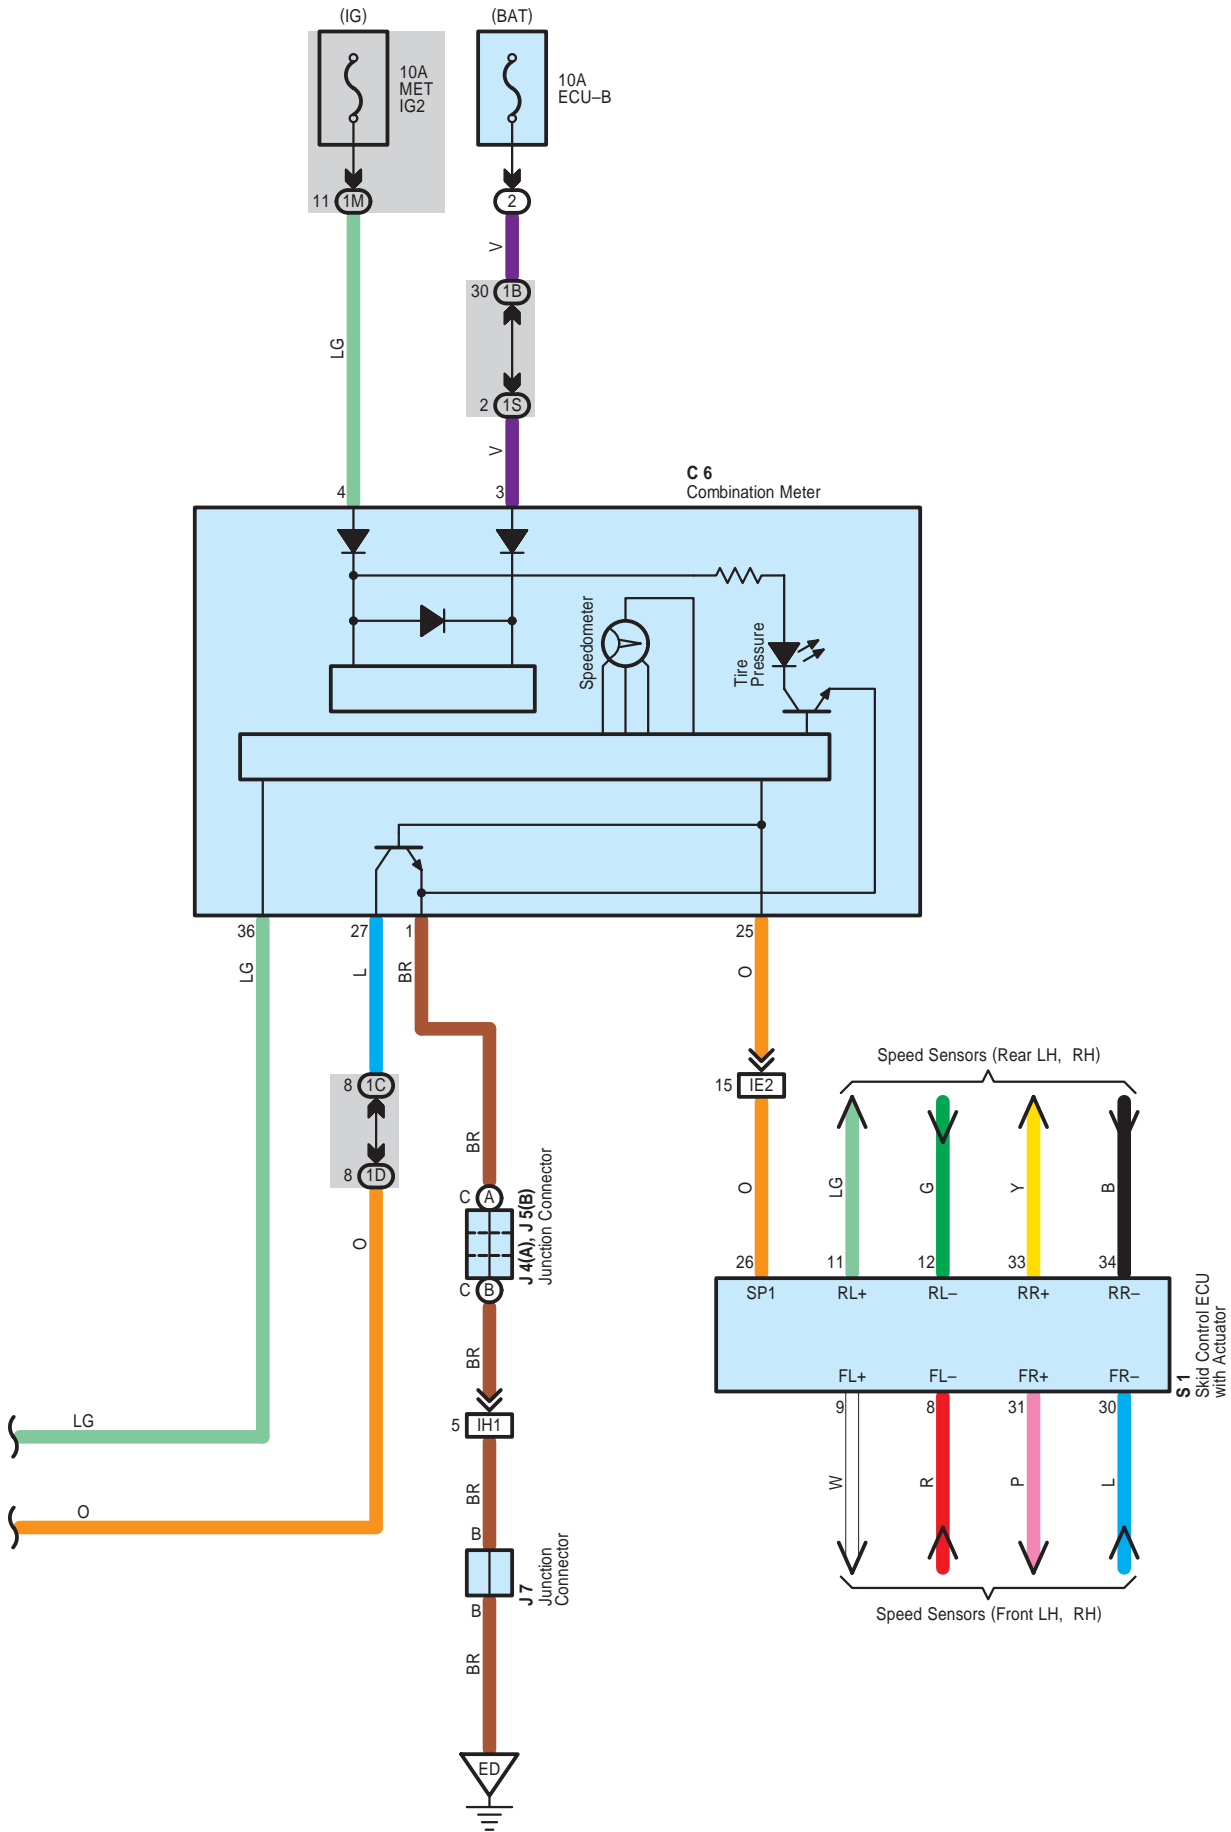 (IG)
(BAT)
10A
MET
IG2
10A
ECU–B
11
1M
2
V
30
1B
LG
2
1S
V
C 6
Combination Meter
4
3
Speedometer
Tire
Pressure
36
27
1
25
LG
L
BR
O
8
1C
15
IE2
Speed Sensors (Rear LH, RH)
8
1D
BR
O
LG
G
Y
B
C
A
J 4(A), J 5(B)
Junction Connector
O
26
11
12
33
34
SP1
RL+
RL–
RR+
RR–
C
B
S 1
Skid Control ECU
with Actuator
BR
FL+
FL–
FR+
FR–
9
8
31
30
LG
5
IH1
W
R
P
L
BR
O
B
J 7
Junction
Connector
B
Speed Sensors (Front LH, RH)
BR
ED